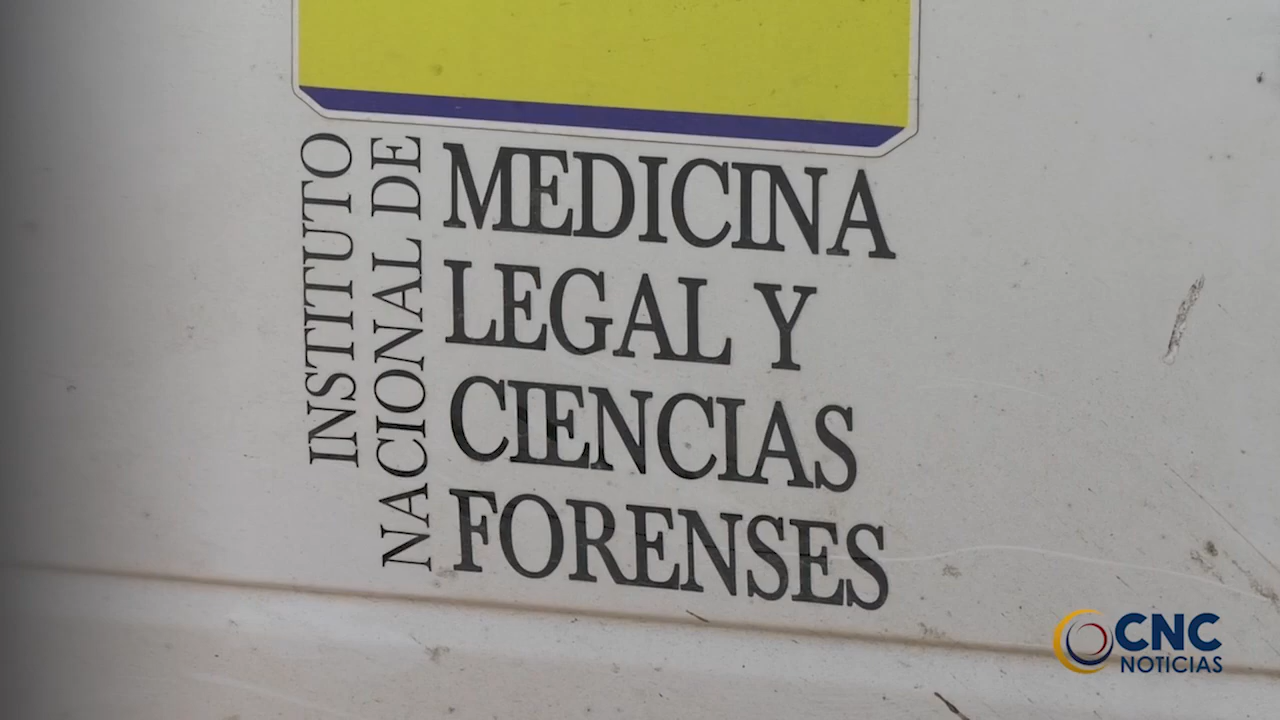 INSTITUTO
NACIONAL DE
MEDICINA
LEGAL Y
CIENCIAS
FORENSES
CNC
NOTICIAS